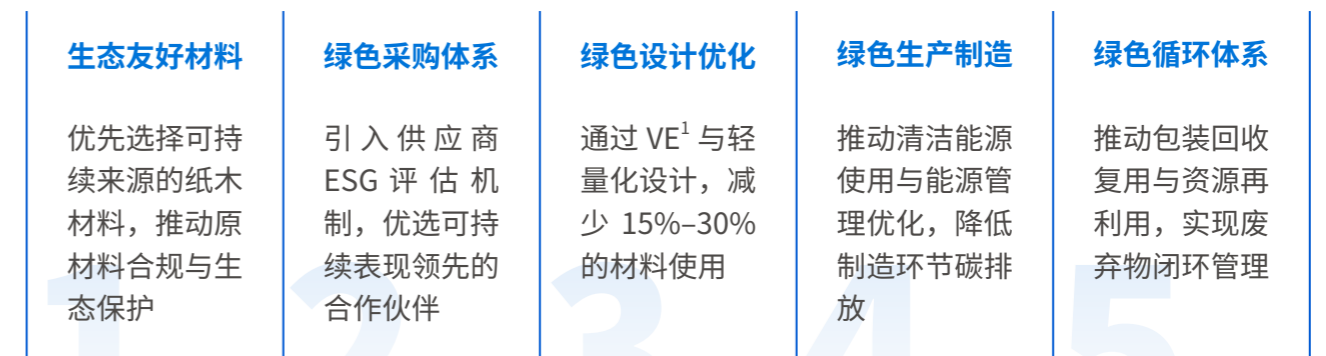 生态友好材料
优先选择可持
续来源的纸木
材料，推动原
材料合规与生
态保护
1
绿色采购体系
引入供应商
ESG 评估机
制，优选可持
续表现领先的
合作伙伴
2
绿色设计优化
通过 VE1 与轻
量化设计，减
少 15%–30%
的材料使用
3
绿色生产制造
推动清洁能源
使用与能源管
理优化，降低
制造环节碳排
放
4
绿色循环体系
推动包装回收
复用与资源再
利用，实现废
弃物闭环管理
5